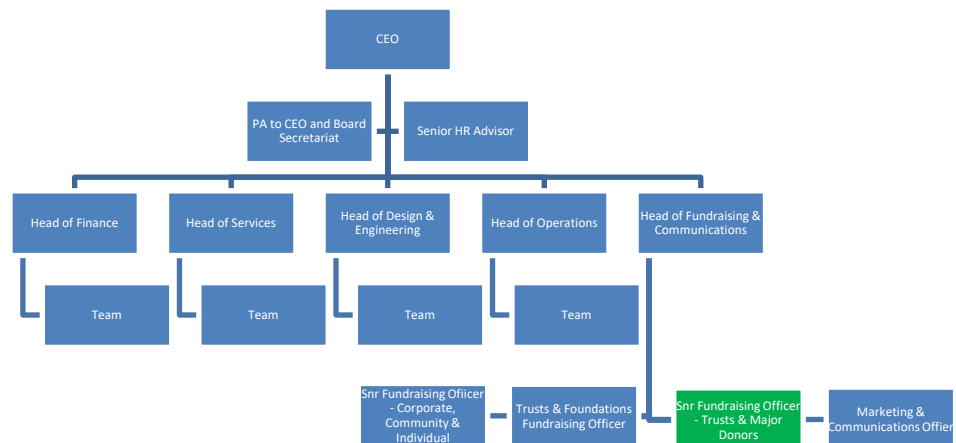 CEO
PA to CEO and Board
Secretariat
Senior HR Advisor
Head of Finance
Head of Services
Head of Design &
Engineering
Head of Operations
Head of Fundraising &
Communications
Team
Team
Team
Team
Snr Fundraising Ofiicer
- Corporate,
Community &
Individual
Trusts & Foundations
Fundraising Officer
Snr Fundraising Officer
- Trusts & Major
Donors
Marketing &
Communications Offier